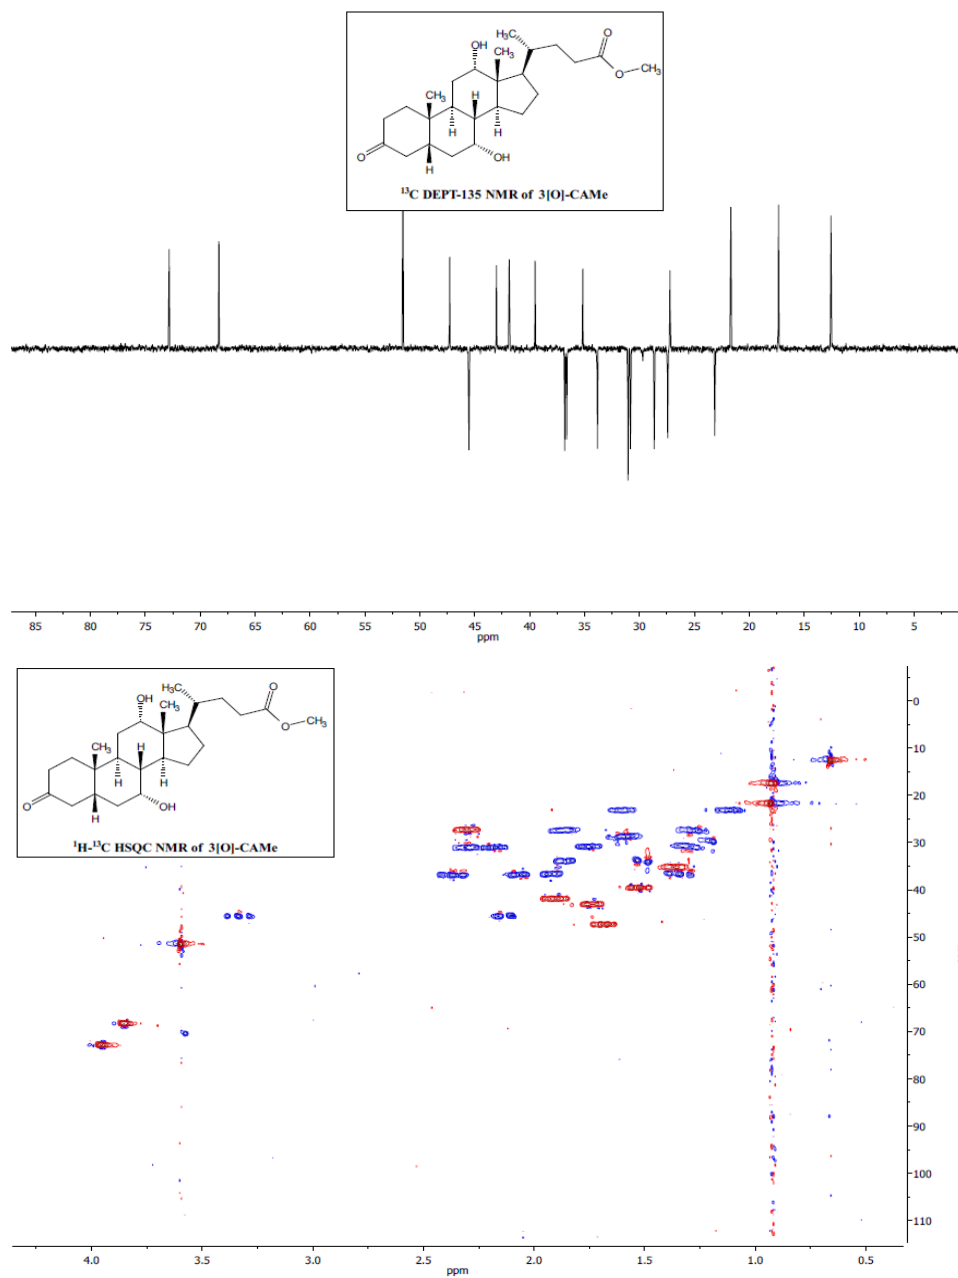 H₃C
O
OH
CH₃
O
CH₃
CH₃
H
H
H
O
OH
H
¹³C DEPT-135 NMR of 3[O]-CAMe
85 80 75 70 65 60 55 50 45 40 35 30 25 20 15 10 5
ppm
H₃C
O
OH
CH₃
O
CH₃
CH₃
H
H
H
O
OH
H
¹H-¹³C HSQC NMR of 3[O]-CAMe
0
10
20
30
40
50
60
70
80
90
100
110
4.0 3.5 3.0 2.5 2.0 1.5 1.0 0.5
ppm